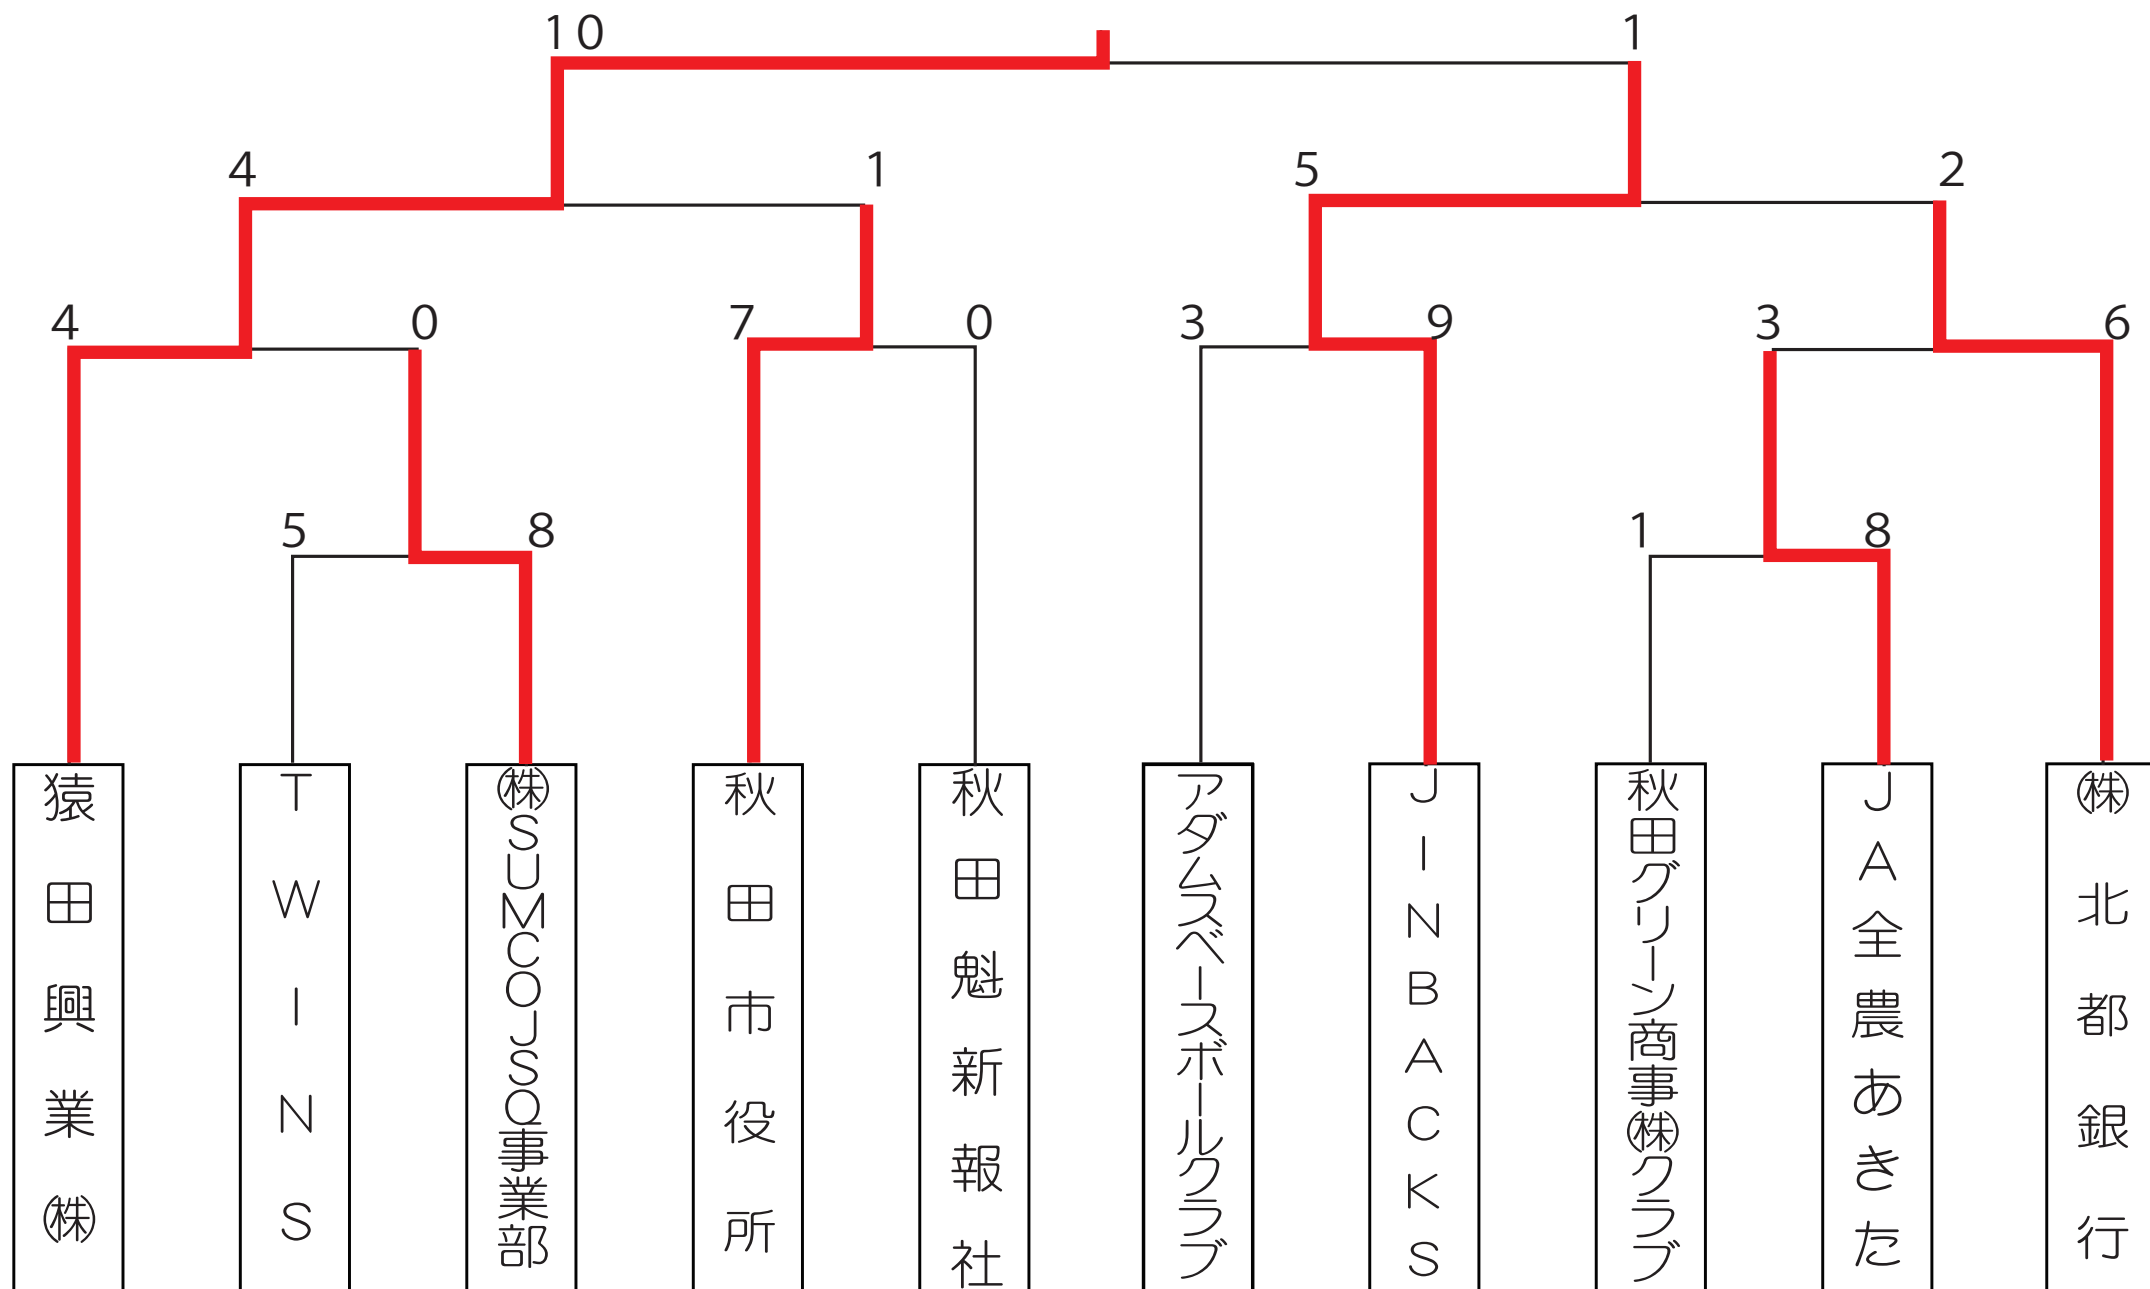 10 1
4 1 5 2
4 0 7 0 3 9 3 6
5 8 1 8
猿田興業㈱
TWINS
㈱SUMCOJSQ事業部
秋田市役所
秋田魁新報社
アダムスベースボールクラブ
JINBACKS
秋田グリーン商事㈱クラブ
JA全農あきた
㈱北都銀行